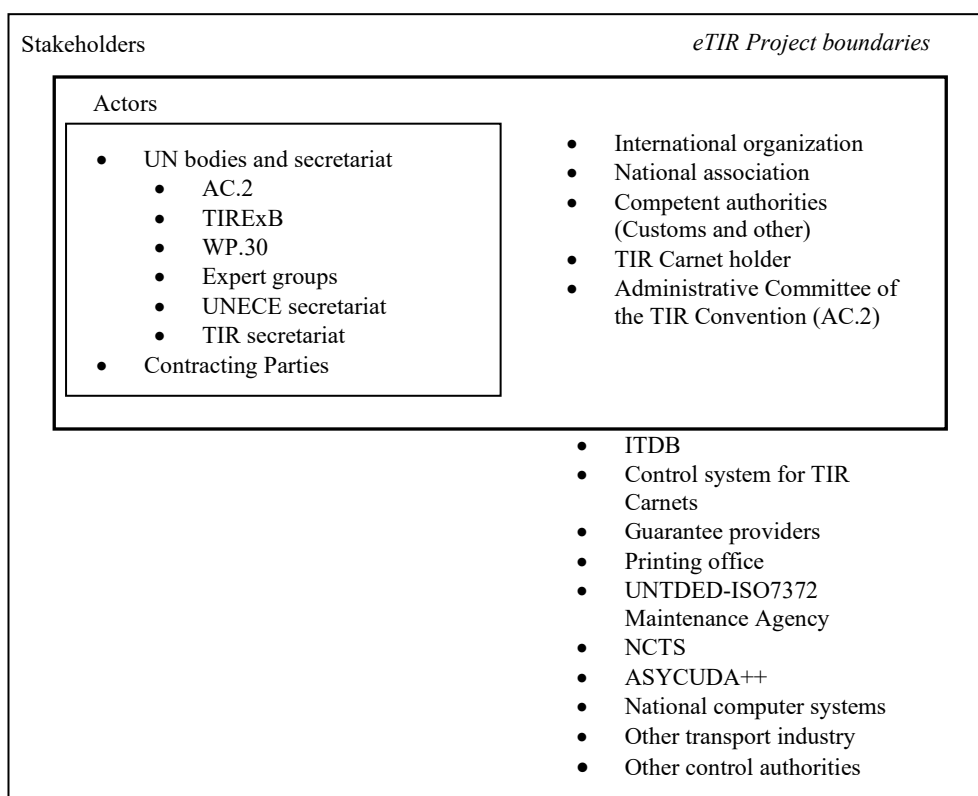 Stakeholders
eTIR Project boundaries
Actors
• UN bodies and secretariat
• AC.2
• TIRExB
• WP.30
• Expert groups
• UNECE secretariat
• TIR secretariat
• Contracting Parties
• International organization
• National association
• Competent authorities
(Customs and other)
• TIR Carnet holder
• Administrative Committee of
the TIR Convention (AC.2)
• ITDB
• Control system for TIR
Carnets
• Guarantee providers
• Printing office
• UNTDED-ISO7372
Maintenance Agency
• NCTS
• ASYCUDA++
• National computer systems
• Other transport industry
• Other control authorities